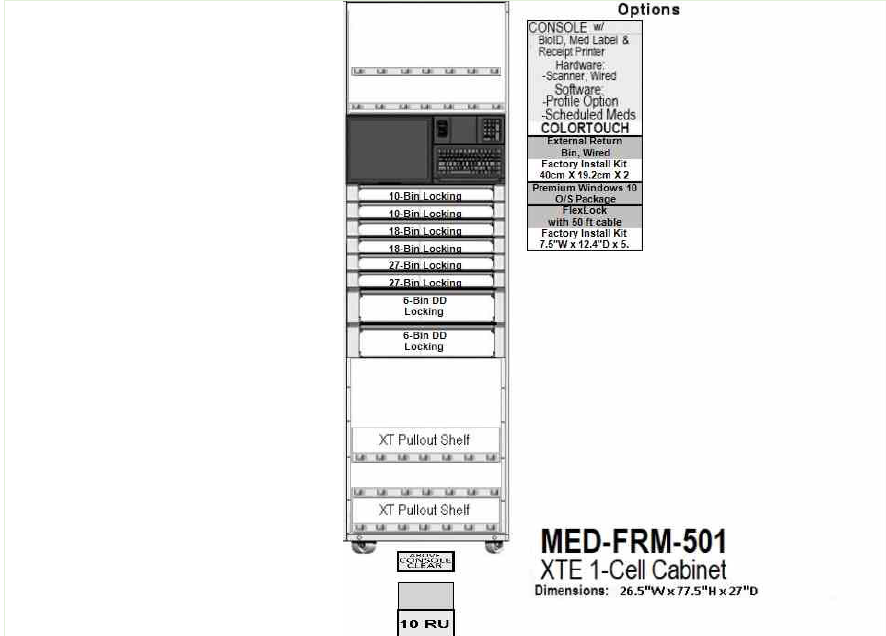 Options
CONSOLE w/
BioID, Med Label &
Receipt Printer
Hardware:
-Scanner, Wired
Software:
-Profile Option
-Scheduled Meds
COLORTOUCH
External Return
Bin, Wired
Factory Install Kit
40cm X 19.2cm X 2
Premium Windows 10
O/S Package
FlexLock
with 50 ft cable
Factory Install Kit
7.5"W x 12.4"D x 5.
10-Bin Locking
10-Bin Locking
18-Bin Locking
18-Bin Locking
27-Bin Locking
27-Bin Locking
6-Bin DD
Locking
6-Bin DD
Locking
XT Pullout Shelf
XT Pullout Shelf
ABOVE
CONSOLE
CLEAR
10 RU
MED-FRM-501
XTE 1-Cell Cabinet
Dimensions: 26.5"W x 77.5"H x 27"D